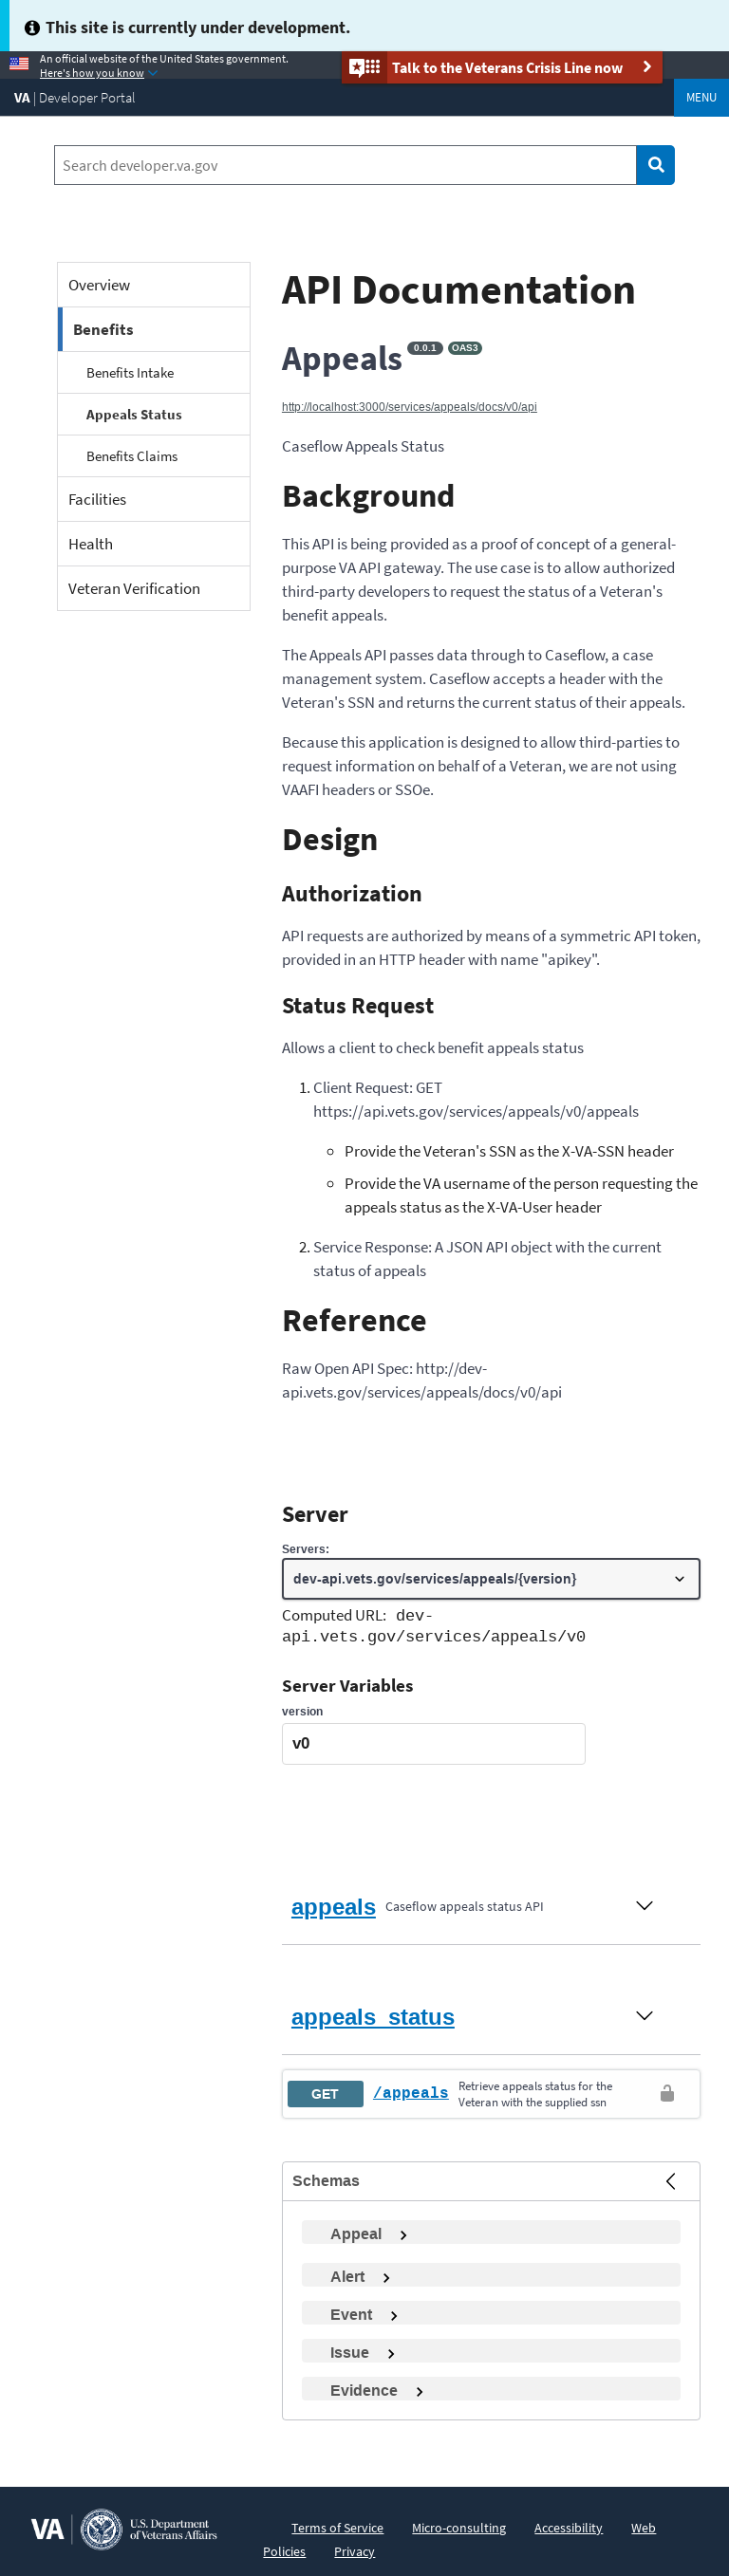 This site is currently under development.
An official website of the United States government.
Here's how you know
Talk to the Veterans Crisis Line now
VA | Developer Portal
MENU
Search developer.va.gov
Overview
Benefits
Benefits Intake
Appeals Status
Benefits Claims
Facilities
Health
Veteran Verification
API Documentation
Appeals 0.0.1 OAS3
http://localhost:3000/services/appeals/docs/v0/api
Caseflow Appeals Status
Background
This API is being provided as a proof of concept of a general-
purpose VA API gateway. The use case is to allow authorized
third-party developers to request the status of a Veteran's
benefit appeals.
The Appeals API passes data through to Caseflow, a case
management system. Caseflow accepts a header with the
Veteran's SSN and returns the current status of their appeals.
Because this application is designed to allow third-parties to
request information on behalf of a Veteran, we are not using
VAAFI headers or SSOe.
Design
Authorization
API requests are authorized by means of a symmetric API token,
provided in an HTTP header with name "apikey".
Status Request
Allows a client to check benefit appeals status
1. Client Request: GET
https://api.vets.gov/services/appeals/v0/appeals
Provide the Veteran's SSN as the X-VA-SSN header
Provide the VA username of the person requesting the
appeals status as the X-VA-User header
2. Service Response: A JSON API object with the current
status of appeals
Reference
Raw Open API Spec: http://dev-
api.vets.gov/services/appeals/docs/v0/api
Server
Servers:
dev-api.vets.gov/services/appeals/{version}
Computed URL: dev-
api.vets.gov/services/appeals/v0
Server Variables
version
v0
appeals Caseflow appeals status API
appeals_status
GET /appeals Retrieve appeals status for the
Veteran with the supplied ssn
Schemas
Appeal
Alert
Event
Issue
Evidence
VA U.S. Department
of Veterans Affairs
Terms of Service Micro-consulting Accessibility Web
Policies Privacy